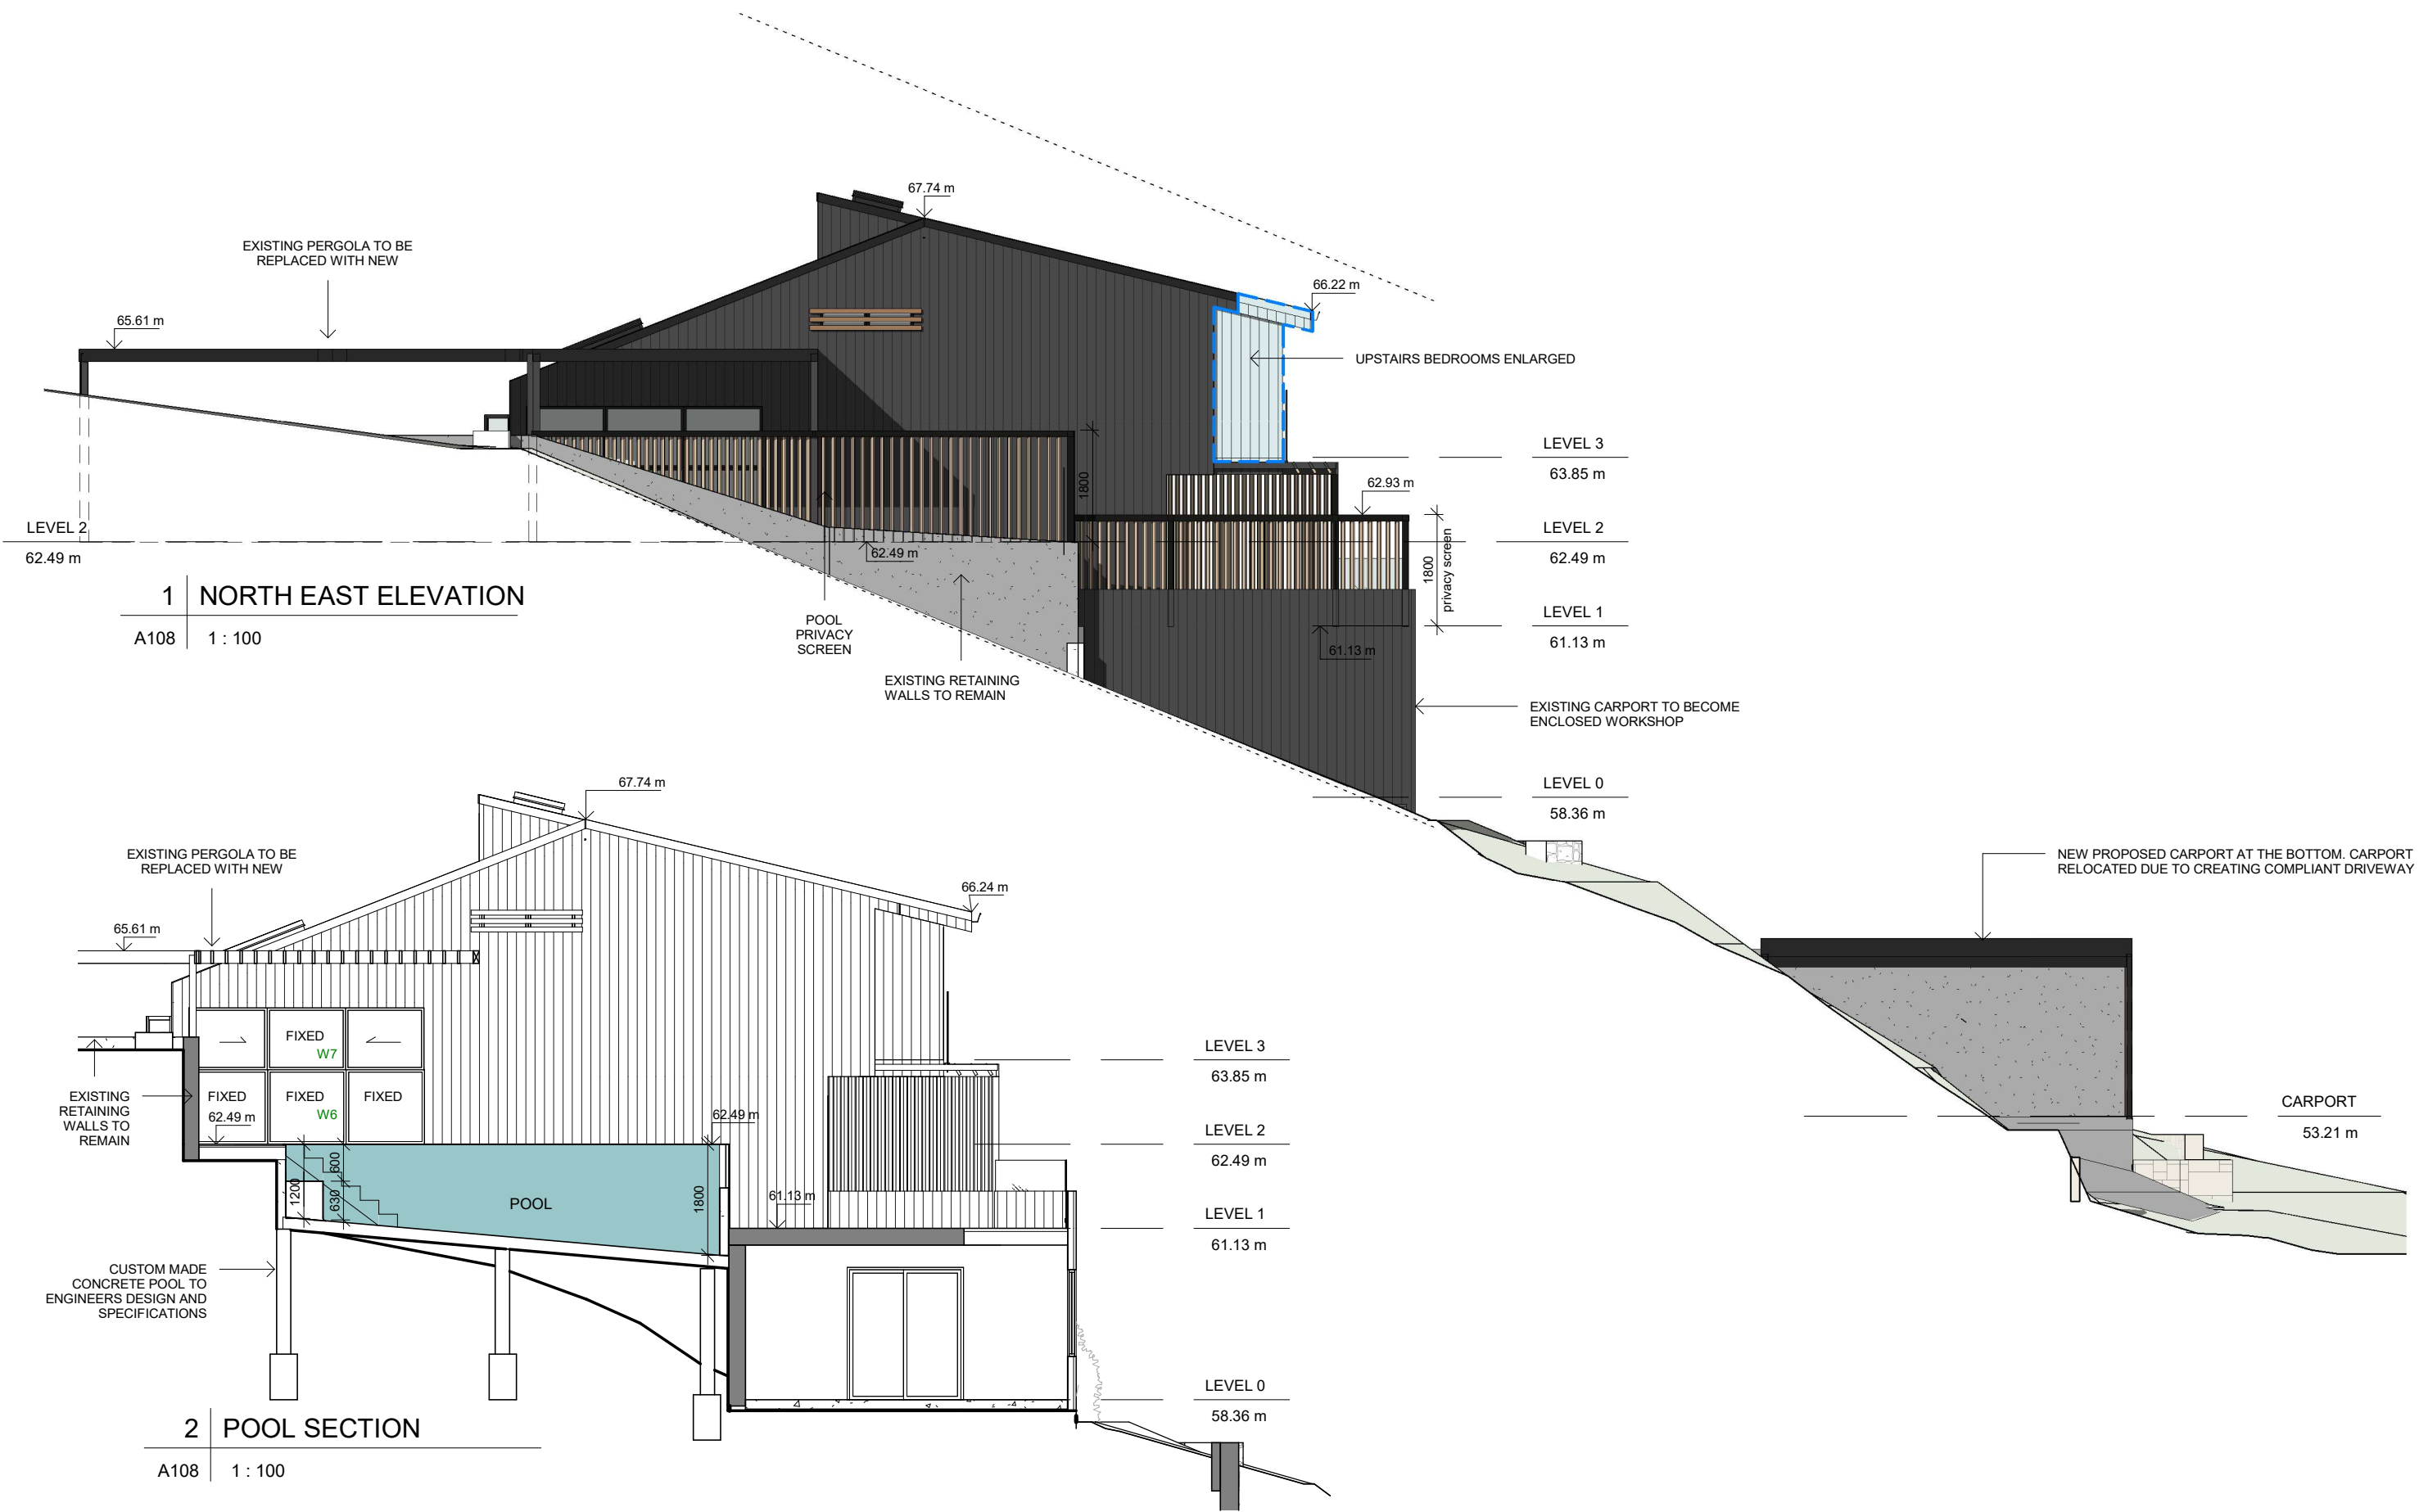 67.74 m
EXISTING PERGOLA TO BE
REPLACED WITH NEW
65.61 m
66.22 m
UPSTAIRS BEDROOMS ENLARGED
LEVEL 3
63.85 m
1800
62.93 m
LEVEL 2
62.49 m
62.49 m
LEVEL 2
62.49 m
1800
privacy screen
1 NORTH EAST ELEVATION
A108 1 : 100
POOL
PRIVACY
SCREEN
LEVEL 1
61.13 m
61.13 m
EXISTING RETAINING
WALLS TO REMAIN
EXISTING CARPORT TO BECOME
ENCLOSED WORKSHOP
LEVEL 0
58.36 m
NEW PROPOSED CARPORT AT THE BOTTOM. CARPORT
RELOCATED DUE TO CREATING COMPLIANT DRIVEWAY
CARPORT
53.21 m
67.74 m
EXISTING PERGOLA TO BE
REPLACED WITH NEW
65.61 m
66.24 m
FIXED
W7
EXISTING
RETAINING
WALLS TO
REMAIN
FIXED
FIXED
FIXED
W6
62.49 m
62.49 m
LEVEL 3
63.85 m
LEVEL 2
62.49 m
1200
600
630
POOL
1800
61.13 m
LEVEL 1
61.13 m
CUSTOM MADE
CONCRETE POOL TO
ENGINEERS DESIGN AND
SPECIFICATIONS
LEVEL 0
58.36 m
2 POOL SECTION
A108 1 : 100